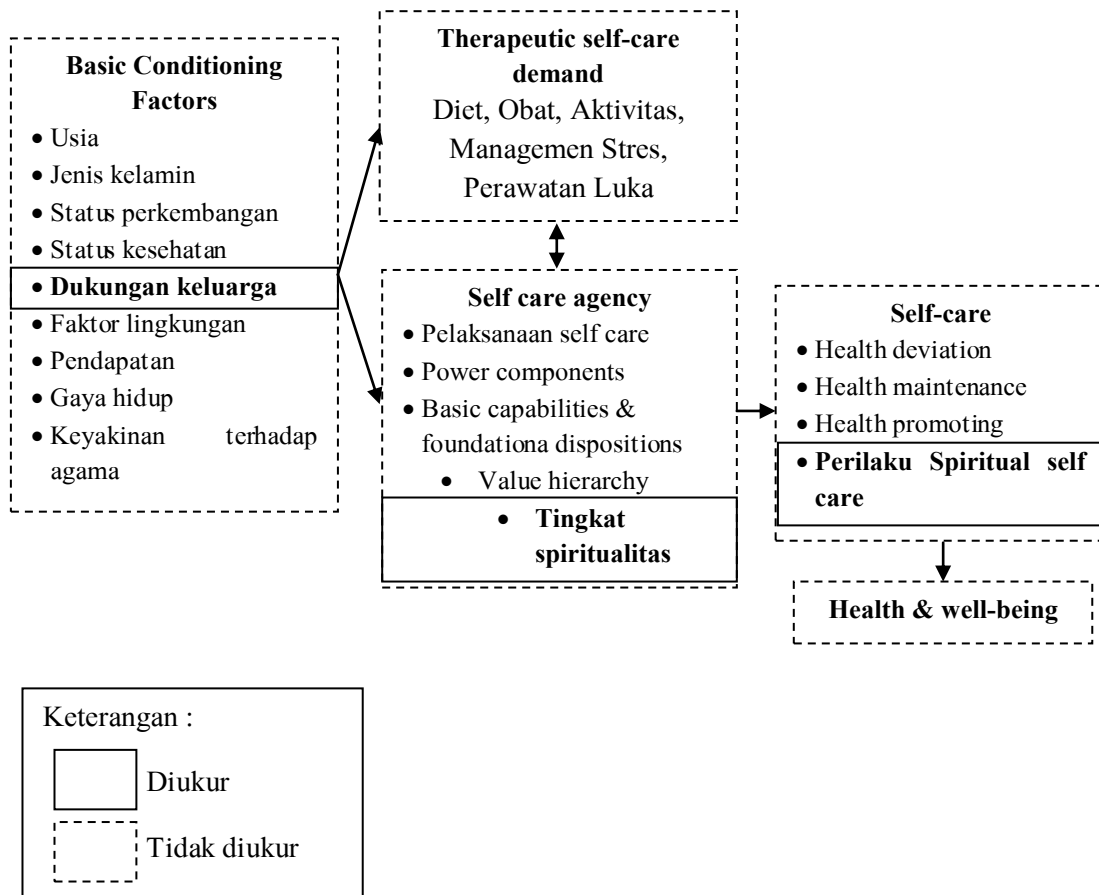 Basic Conditioning
Factors
• Usia
• Jenis kelamin
• Status perkembangan
• Status kesehatan
• Dukungan keluarga
• Faktor lingkungan
• Pendapatan
• Gaya hidup
• Keyakinan terhadap
agama
Therapeutic self-care
demand
Diet, Obat, Aktivitas,
Managemen Stres,
Perawatan Luka
Self care agency
• Pelaksanaan self care
• Power components
• Basic capabilities &
foundationa dispositions
• Value hierarchy
• Tingkat
spiritualitas
Self-care
• Health deviation
• Health maintenance
• Health promoting
• Perilaku Spiritual self
care
Health & well-being
Keterangan :
Diukur
Tidak diukur